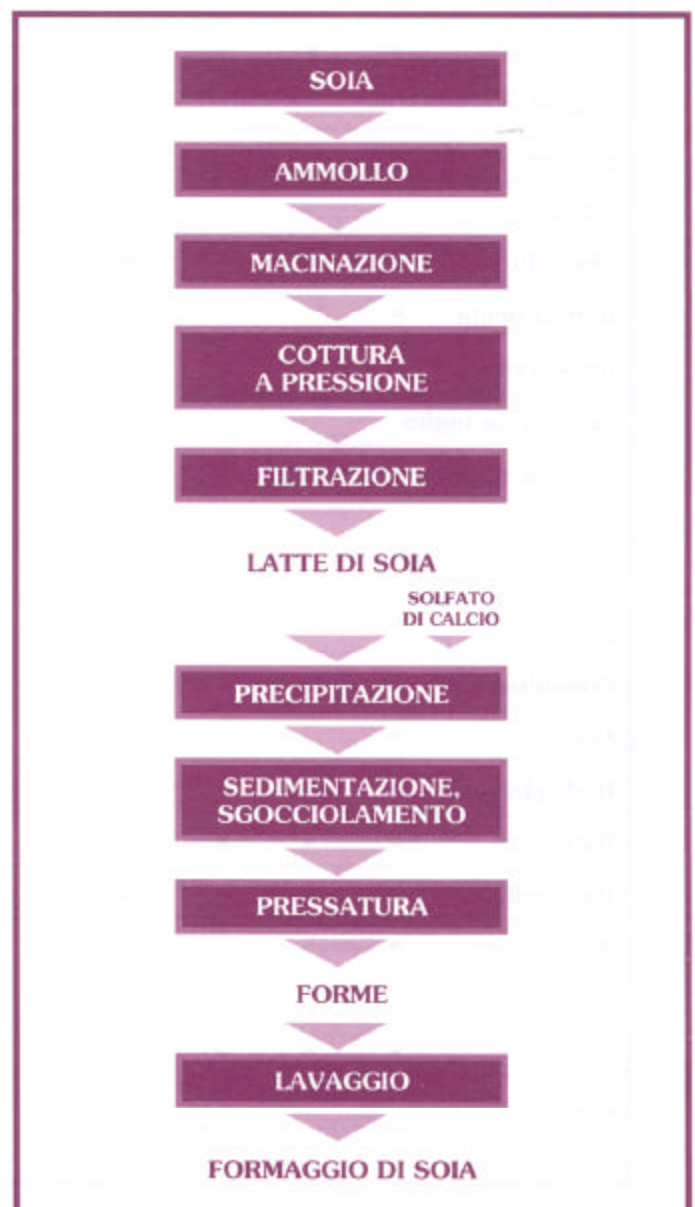 SOIA
AMMOLLO
MACINAZIONE
COTTURA
A PRESSIONE
FILTRAZIONE
LATTE DI SOIA
SOLFATO
DI CALCIO
PRECIPITAZIONE
SEDIMENTAZIONE,
SGOCCIOLAMENTO
PRESSATURA
FORME
LAVAGGIO
FORMAGGIO DI SOIA